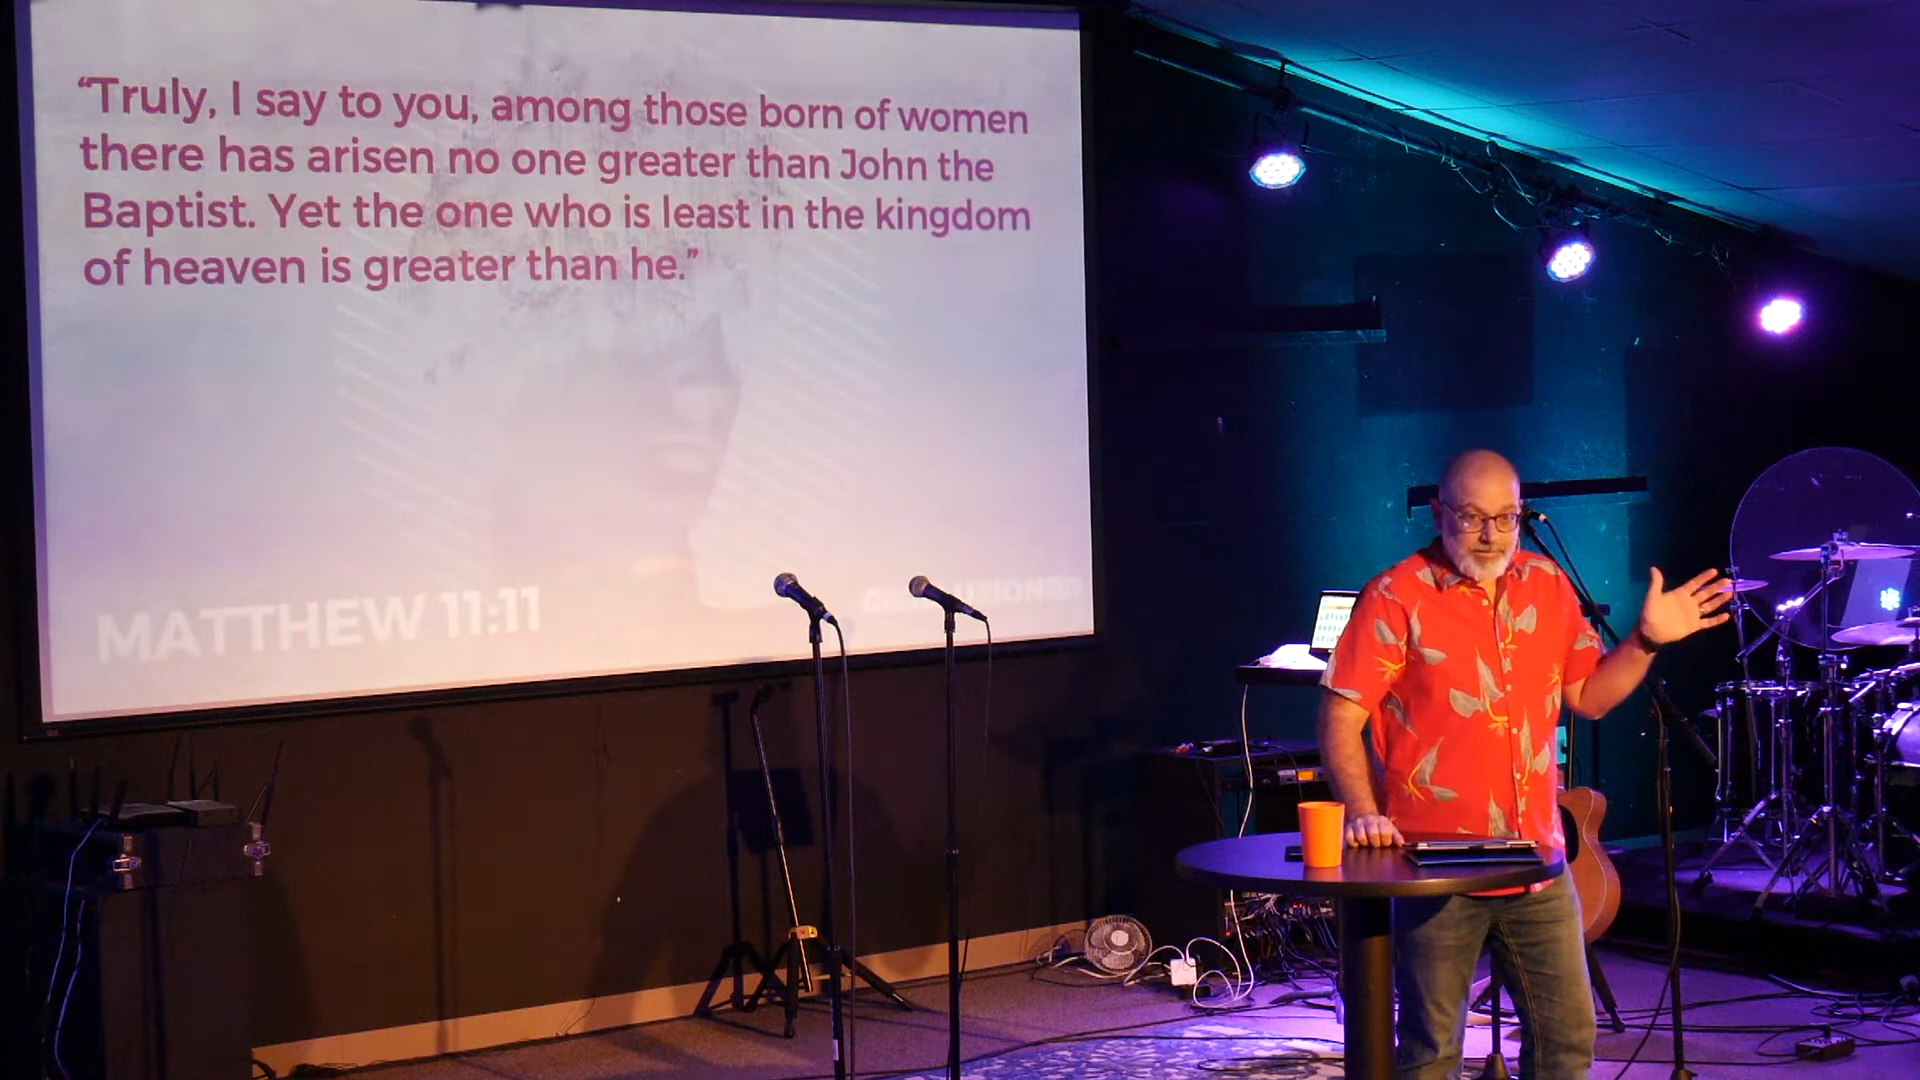 “Truly, I say to you, among those born of women
there has arisen no one greater than John the
Baptist. Yet the one who is least in the kingdom
of heaven is greater than he.”
MATTHEW 11:11